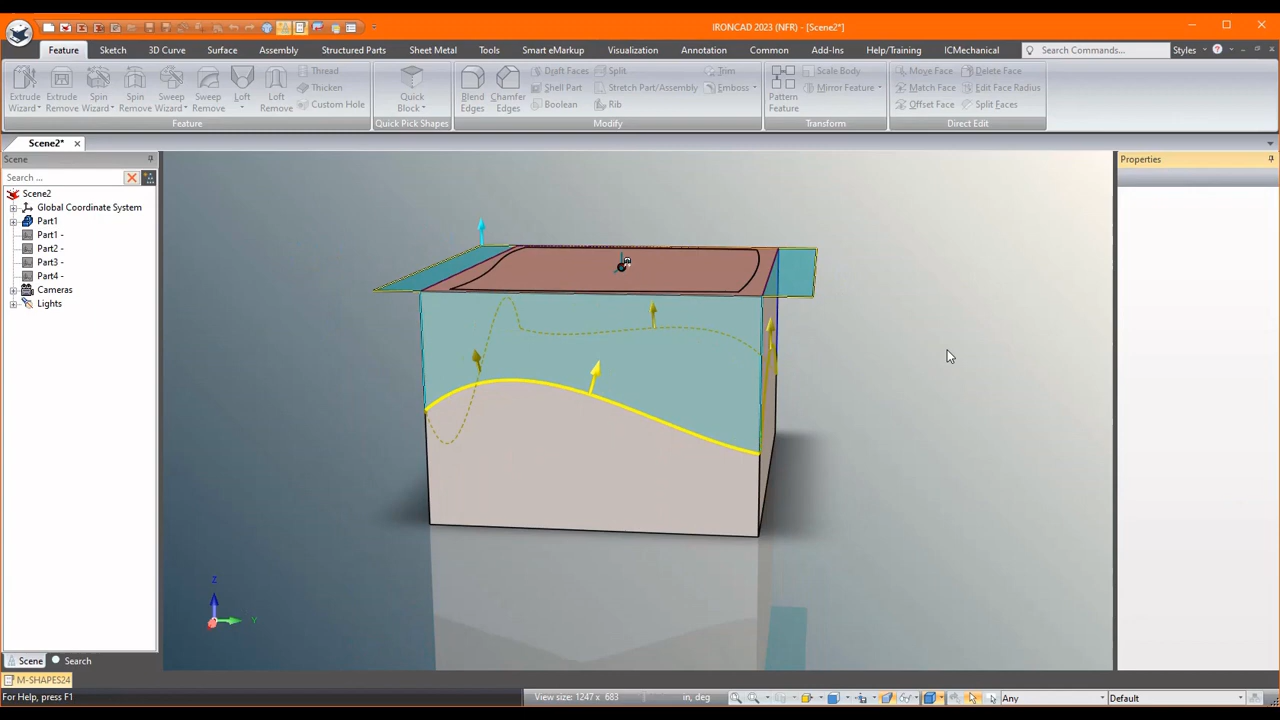 IRONCAD 2023 (NFR) - [Scene2*]
Feature Sketch 3D Curve Surface Assembly Structured Parts Sheet Metal Tools Smart eMarkup Visualization Annotation Common Add-Ins Help/Training ICMechanical Search Commands... Styles
Extrude Wizard Extrude Remove Spin Wizard Spin Remove Sweep Wizard Sweep Remove Loft Loft Remove
Thread
Thicken
Custom Hole
Quick Block
Blend Edges Chamfer Edges
Draft Faces Split Trim
Shell Part Stretch Part/Assembly Emboss
Boolean Rib
Pattern Feature
Scale Body
Mirror Feature
Move Face Delete Face
Match Face Edit Face Radius
Offset Face Split Faces
Feature Quick Pick Shapes Modify Transform Direct Edit
Scene2*
Scene
Properties
Search ...
Scene2
Global Coordinate System
Part1
Part1 -
Part2 -
Part3 -
Part4 -
Cameras
Lights
Z
Y
Scene Search
M-SHAPES24
For Help, press F1 View size: 1247 x 683 in, deg Any Default